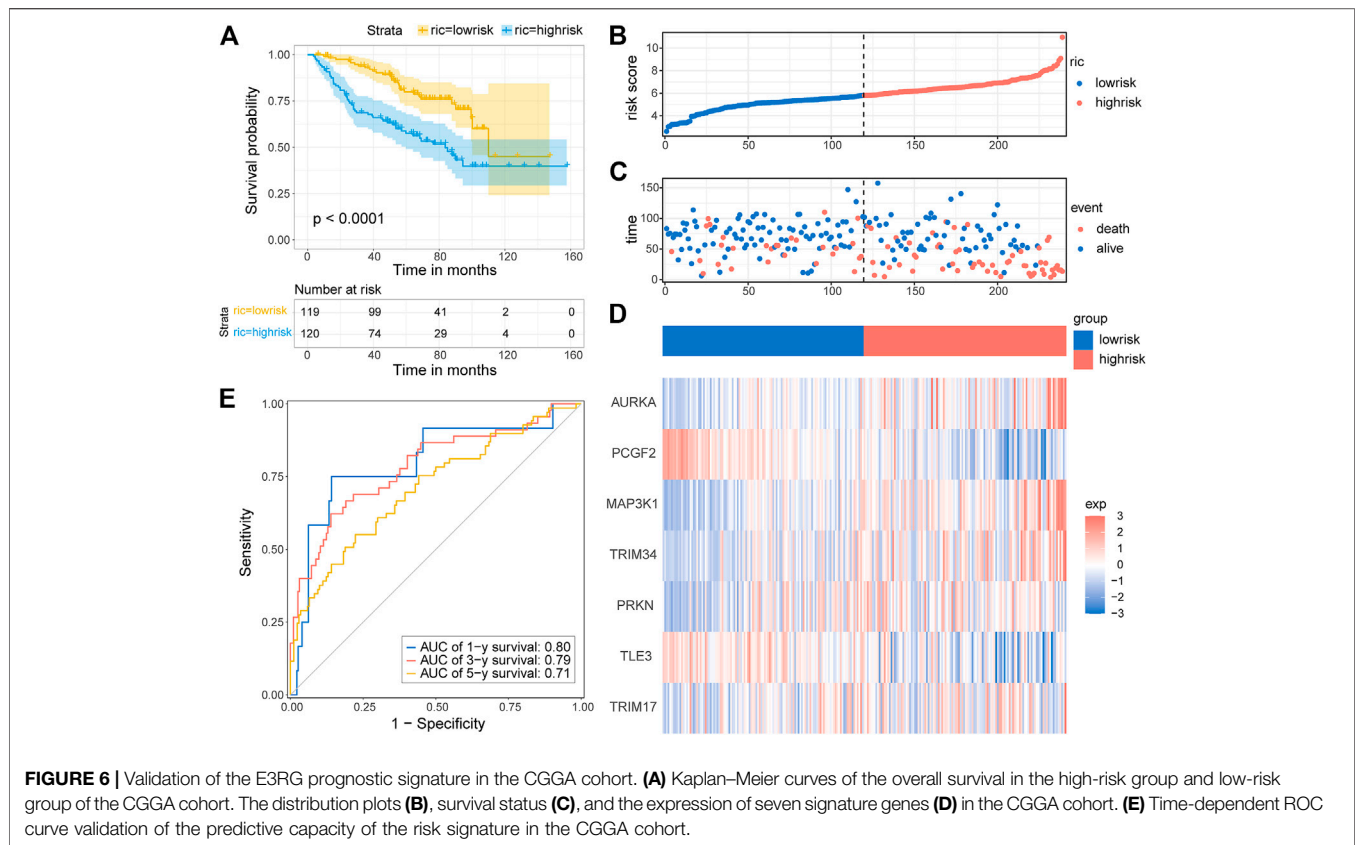 A
Strata ric=lowrisk ric=highrisk
Survival probability
1.00
0.75
0.50
0.25
0.00
p < 0.0001
0 40 80 120 160
Time in months
Number at risk
Strata
ric=lowrisk 119 99 41 2 0
ric=highrisk 120 74 29 4 0
0 40 80 120 160
Time in months
B
risk score
10
8
6
4
0 50 100 150 200
ric
lowrisk
highrisk
C
time
150
100
50
0
0 50 100 150 200
event
death
alive
D
group
lowrisk
highrisk
AURKA
PCGF2
MAP3K1
TRIM34
PRKN
TLE3
TRIM17
exp
3
2
1
0
−1
−2
−3
E
Sensitivity
1.00
0.75
0.50
0.25
0.00
AUC of 1−y survival: 0.80
AUC of 3−y survival: 0.79
AUC of 5−y survival: 0.71
0.00 0.25 0.50 0.75 1.00
1 − Specificity
FIGURE 6 | Validation of the E3RG prognostic signature in the CGGA cohort. (A) Kaplan–Meier curves of the overall survival in the high-risk group and low-risk
group of the CGGA cohort. The distribution plots (B), survival status (C), and the expression of seven signature genes (D) in the CGGA cohort. (E) Time-dependent ROC
curve validation of the predictive capacity of the risk signature in the CGGA cohort.